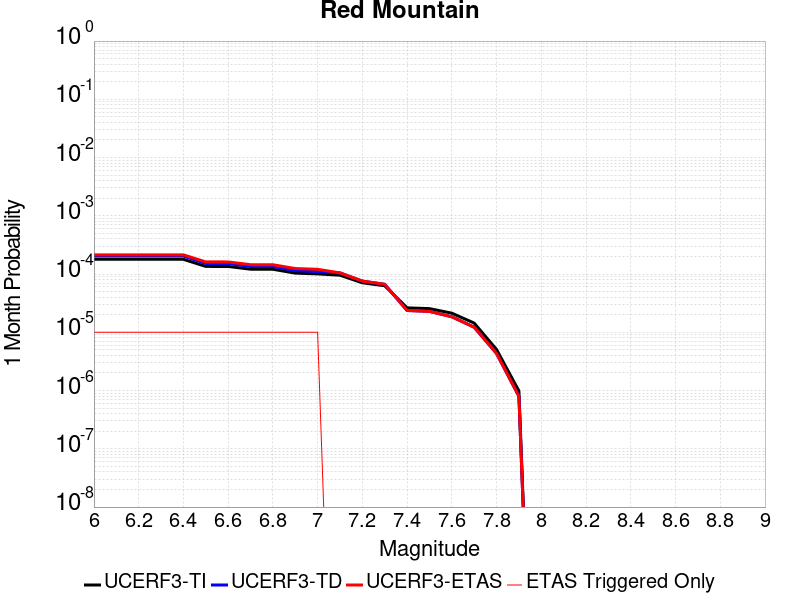 Red Mountain
10^0
10^-1
10^-2
10^-3
10^-4
10^-5
10^-6
10^-7
10^-8
1 Month Probability
6 6.2 6.4 6.6 6.8 7 7.2 7.4 7.6 7.8 8 8.2 8.4 8.6 8.8 9
Magnitude
UCERF3-TI UCERF3-TD UCERF3-ETAS ETAS Triggered Only